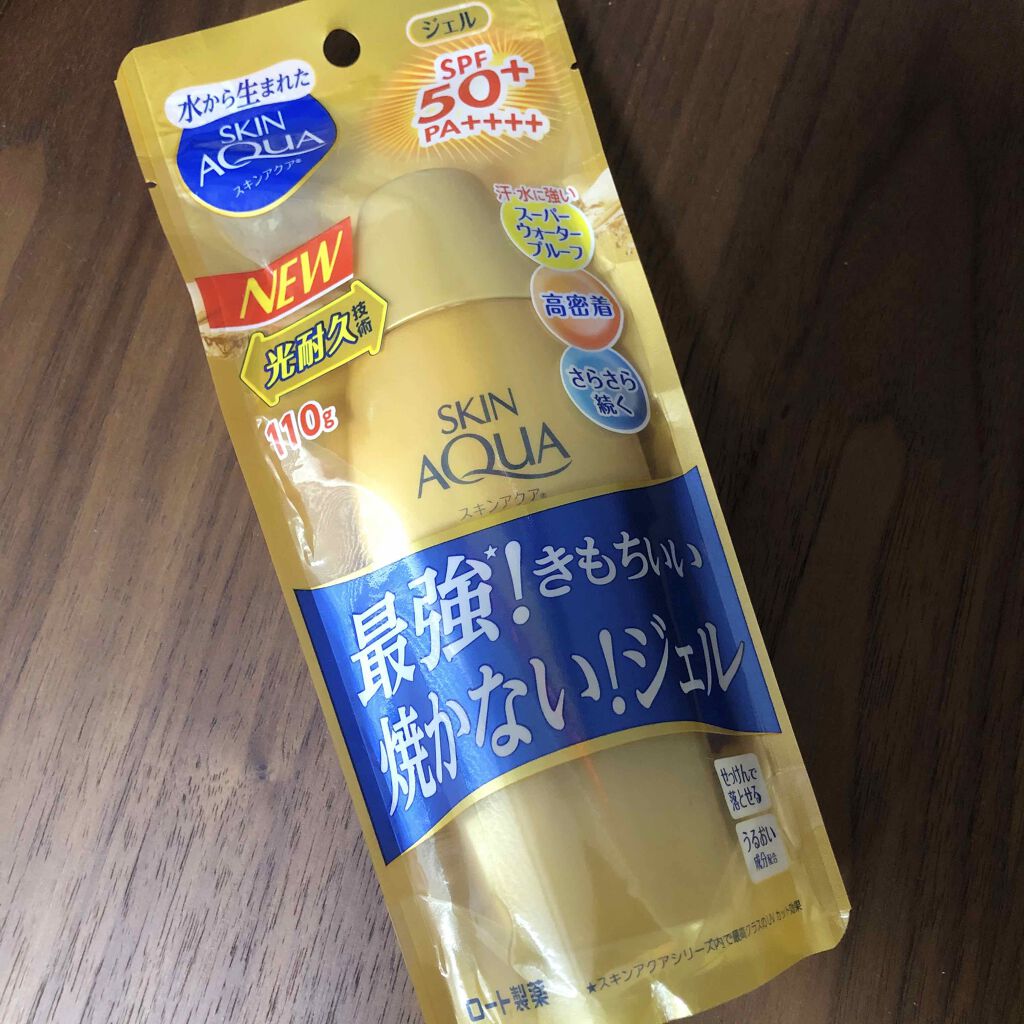 ジェル
SPF
50+
PA++++
水から生まれた
SKIN
AQUA
スキンアクア®
汗・水に強い
スーパー
ウォーター
プルーフ
NEW
光耐久技術
高密着
さらさら
続く
110g
SKIN
AQUA
スキンアクア®
最強★!きもちいい
焼かない!ジェル
せっけんで
落とせる
うるおい
成分配合
★スキンアクアシリーズ内で最高クラスのUVカット効果
ロート製薬